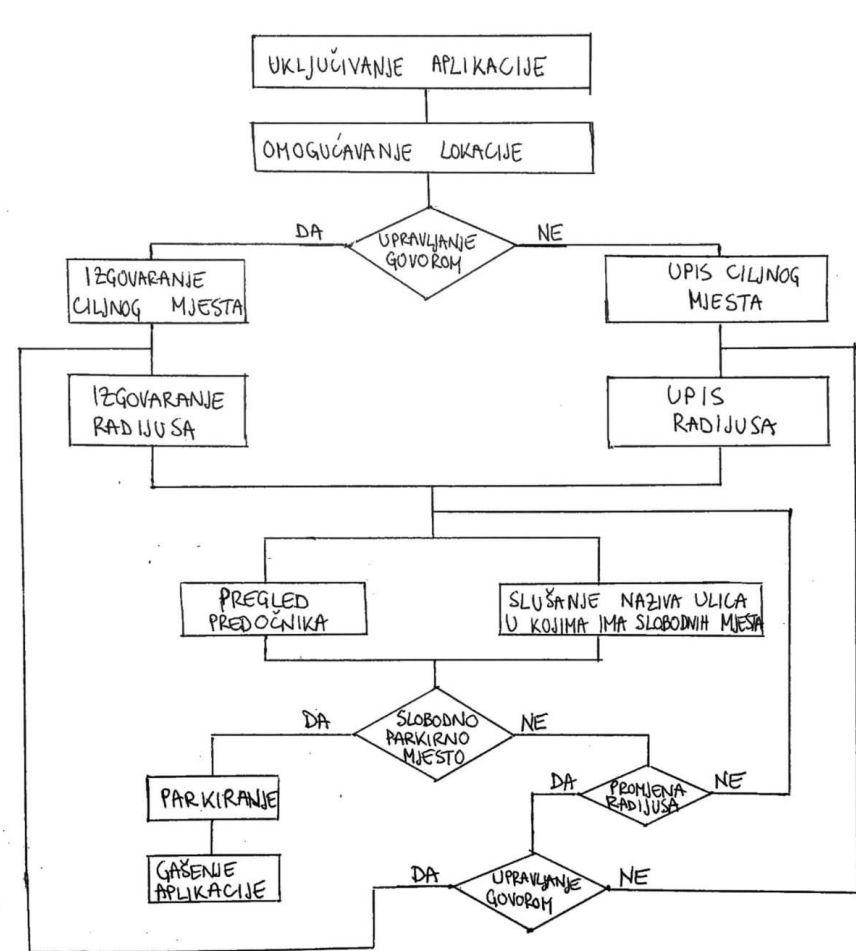 UKLJUČIVANJE APLIKACIJE
OMOGUĆAVANJE LOKACIJE
DA
UPRAVLJANJE
GOVOROM
NE
IZGOVARANJE
CILJNOG MJESTA
UPIS CILJNOG
MJESTA
IZGOVARANJE
RADIJUSA
UPIS
RADIJUSA
PREGLED
PREDOČNIKA
SLUŠANJE NAZIVA ULICA
U KOJIMA IMA SLOBODNIH MJESTA
DA
SLOBODNO
PARKIRNO
MJESTO
NE
PARKIRANJE
DA
PROMJENA
RADIJUSA
NE
GAŠENJE
APLIKACIJE
DA
UPRAVLJANJE
GOVOROM
NE